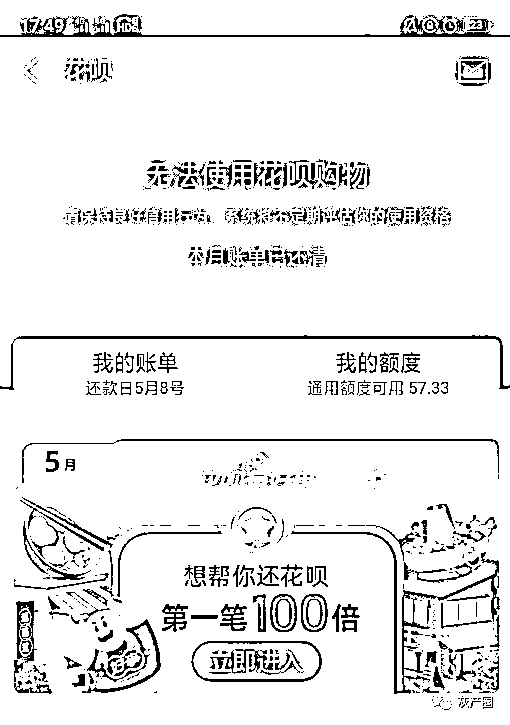 17:49
花呗
无法使用花呗购物
请保持良好信用行为，系统将不定期评估你的使用资格
本月账单已还清
我的账单
我的额度
还款日5月8号
通用额度可用 57.33
5月
想帮你还花呗
第一笔100倍
立即进入
灰产圈